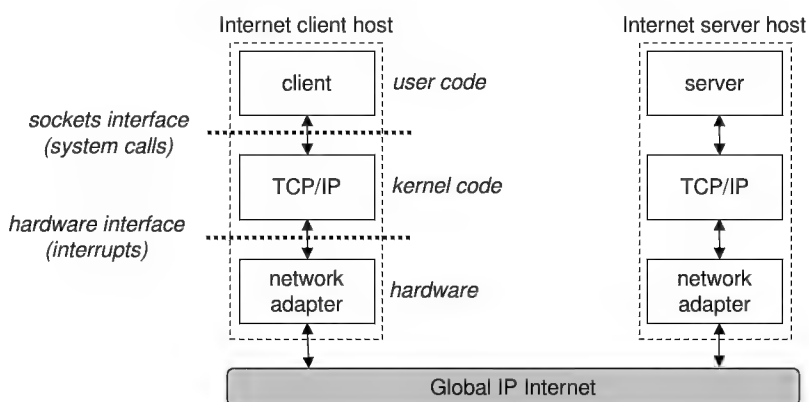 Internet client host
Internet server host
client
user code
server
sockets interface
(system calls)
TCP/IP
kernel code
TCP/IP
hardware interface
(interrupts)
network
adapter
hardware
network
adapter
Global IP Internet